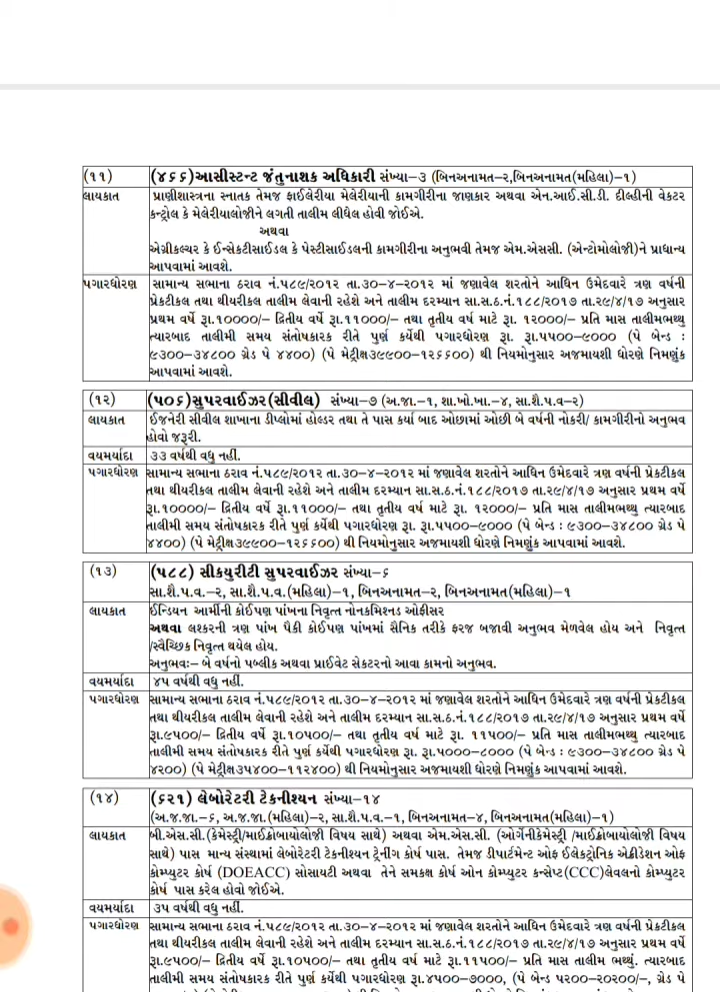 (૧૧) (૪૬૬)આસીસ્ટન્ટ જંતુનાશક અધિકારી સંખ્યા-૩ (બિનઅનામત-૨,બિનઅનામત(મહિલા)-૧)
લાયકાત પ્રાણીશાસ્ત્રના સ્નાતક તેમજ ફાઈલેરીયા મેલેરીયાની કામગીરીના જાણકાર અથવા એન.આઈ.સી.ડી. દીલ્હીની વેકટર
કન્ટ્રોલ કે મેલેરીયાલોજીને લગતી તાલીમ લીધેલ હોવી જોઈએ.
અથવા
એગ્રીકલ્ચર કે ઈન્સેકટીસાઈડલ કે પેસ્ટીસાઈડલની કામગીરીના અનુભવી તેમજ એમ.એસસી. (એન્ટોમોલોજી)ને પ્રાધાન્ય
આપવામાં આવશે.
પગારધોરણ સામાન્ય સભાના ઠરાવ નં.૫૮૯/૨૦૧૨ તા.૩૦-૪-૨૦૧૨ માં જણાવેલ શરતોને આધિન ઉમેદવારે ત્રણ વર્ષની
પ્રેકટીકલ તથા થીયરીકલ તાલીમ લેવાની રહેશે અને તાલીમ દરમ્યાન સા.સ.ઠ.નં.૧૮૮/૨૦૧૭ તા.૨૯/૪/૧૭ અનુસાર
પ્રથમ વર્ષે રૂા.૧૦૦૦૦/- દ્રિતીય વર્ષે રૂા.૧૧૦૦૦/- તથા તૃતીય વર્ષ માટે રૂા. ૧૨૦૦૦/- પ્રતિ માસ તાલીમભથ્થુ
ત્યારબાદ તાલીમી સમય સંતોષકારક રીતે પુર્ણ કર્યેથી પગારધોરણ રૂા. રૂા.૫૫૦૦-૯૦૦૦ (પે બેન્ડ :
૯૩૦૦-૩૪૮૦૦ ગ્રેડ પે ૪૪૦૦) (પે મેટ્રીક્ષ૩૯૯૦૦-૧૨૬૬૦૦) થી નિયમોનુસાર અજમાયશી ધોરણે નિમણુંક
આપવામાં આવશે.
(૧૨) (૫૦૬)સુપરવાઈઝર(સીવીલ) સંખ્યા-૭ (અ.જા.-૧, શા.ખો.ખા.-૪, સા.શૈ.પ.વ-૨)
લાયકાત ઈજનેરી સીવીલ શાખાના ડીપ્લોમાં હોલ્ડર તથા તે પાસ કર્યા બાદ ઓછામાં ઓછી બે વર્ષની નોકરી/ કામગીરીનો અનુભવ
હોવો જરૂરી.
વયમર્યાદા ૩૩ વર્ષથી વધુ નહીં.
પગારધોરણ સામાન્ય સભાના ઠરાવ નં.૫૮૯/૨૦૧૨ તા.૩૦-૪-૨૦૧૨ માં જણાવેલ શરતોને આધિન ઉમેદવારે ત્રણ વર્ષની પ્રેકટીકલ
તથા થીયરીકલ તાલીમ લેવાની રહેશે અને તાલીમ દરમ્યાન સા.સ.ઠ.નં.૧૮૮/૨૦૧૭ તા.૨૯/૪/૧૭ અનુસાર પ્રથમ વર્ષે
રૂા.૧૦૦૦૦/- દ્રિતીય વર્ષે રૂા.૧૧૦૦૦/- તથા તૃતીય વર્ષ માટે રૂા. ૧૨૦૦૦/- પ્રતિ માસ તાલીમભથ્થુ ત્યારબાદ
તાલીમી સમય સંતોષકારક રીતે પુર્ણ કર્યેથી પગારધોરણ રૂા. રૂા.૫૫૦૦-૯૦૦૦ (પે બેન્ડ : ૯૩૦૦-૩૪૮૦૦ ગ્રેડ પે
૪૪૦૦) (પે મેટ્રીક્ષ૩૯૯૦૦-૧૨૬૬૦૦) થી નિયમોનુસાર અજમાયશી ધોરણે નિમણુંક આપવામાં આવશે.
(૧૩) (૫૮૮) સીકયુરીટી સુપરવાઈઝર સંખ્યા-૬
સા.શૈ.પ.વ.-૨, સા.શૈ.પ.વ.(મહિલા)-૧, બિનઅનામત-૨, બિનઅનામત(મહિલા)-૧
લાયકાત ઈન્ડિયન આર્મીની કોઈપણ પાંખના નિવૃત્ત નોનકમિશ્નડ ઓફીસર
અથવા લશ્કરની ત્રણ પાંખ પૈકી કોઈપણ પાંખમાં સૈનિક તરીકે ફરજ બજાવી અનુભવ મેળવેલ હોય અને નિવૃત્ત
/સ્વૈચ્છિક નિવૃત્ત થયેલ હોય.
અનુભવઃ- બે વર્ષનો પબ્લીક અથવા પ્રાઈવેટ સેકટરનો આવા કામનો અનુભવ.
વયમર્યાદા ૪૫ વર્ષથી વધુ નહીં.
પગારધોરણ સામાન્ય સભાના ઠરાવ નં.૫૮૯/૨૦૧૨ તા.૩૦-૪-૨૦૧૨ માં જણાવેલ શરતોને આધિન ઉમેદવારે ત્રણ વર્ષની પ્રેકટીકલ
તથા થીયરીકલ તાલીમ લેવાની રહેશે અને તાલીમ દરમ્યાન સા.સ.ઠ.નં.૧૮૮/૨૦૧૭ તા.૨૯/૪/૧૭ અનુસાર પ્રથમ વર્ષે
રૂા.૯૫૦૦/- દ્રિતીય વર્ષે રૂા.૧૦૫૦૦/- તથા તૃતીય વર્ષ માટે રૂા. ૧૧૫૦૦/- પ્રતિ માસ તાલીમભથ્થુ ત્યારબાદ
તાલીમી સમય સંતોષકારક રીતે પુર્ણ કર્યેથી પગારધોરણ રૂા. રૂા.૫૦૦૦-૮૦૦૦ (પે બેન્ડ : ૯૩૦૦-૩૪૮૦૦ ગ્રેડ પે
૪૨૦૦) (પે મેટ્રીક્ષ૩૫૪૦૦-૧૧૨૪૦૦) થી નિયમોનુસાર અજમાયશી ધોરણે નિમણુંક આપવામાં આવશે.
(૧૪) (૬૨૧) લેબોરેટરી ટેકનીશ્યન સંખ્યા-૧૪
(અ.જ.જા.-૬, અ.જ.જા.(મહિલા)-૨, સા.શૈ.પ.વ.-૧, બિનઅનામત-૪, બિનઅનામત(મહિલા)-૧)
લાયકાત બી.એસ.સી.(કેમેસ્ટ્રી/માઈક્રોબાયોલોજી વિષય સાથે) અથવા એમ.એસ.સી. (ઓર્ગેનીકેમેસ્ટ્રી /માઈક્રોબાયોલોજી વિષય
સાથે) પાસ માન્ય સંસ્થામાં લેબોરેટરી ટેકનીશ્યન ટ્રેનીંગ કોર્ષ પાસ. તેમજ ડીપાર્ટમેન્ટ ઓફ ઈલેકટ્રોનિક એક્રીડેશન ઓફ
કોમ્પ્યુટર કોર્ષ (DOEACC) સોસાયટી અથવા તેને સમકક્ષ કોર્ષ ઓન કોમ્પ્યુટર કન્સેપ્ટ(CCC)લેવલનો કોમ્પ્યુટર
કોર્ષ પાસ કરેલ હોવો જોઈએ.
વયમર્યાદા ૩૫ વર્ષથી વધુ નહીં.
પગારધોરણ સામાન્ય સભાના ઠરાવ નં.૫૮૯/૨૦૧૨ તા.૩૦-૪-૨૦૧૨ માં જણાવેલ શરતોને આધિન ઉમેદવારે ત્રણ વર્ષની પ્રેકટીકલ
તથા થીયરીકલ તાલીમ લેવાની રહેશે અને તાલીમ દરમ્યાન સા.સ.ઠ.નં.૧૮૮/૨૦૧૭ તા.૨૯/૪/૧૭ અનુસાર પ્રથમ વર્ષે
રૂા.૯૫૦૦/- દ્રિતીય વર્ષે રૂા.૧૦૫૦૦/- તથા તૃતીય વર્ષ માટે રૂા.૧૧૫૦૦/- પ્રતિ માસ તાલીમ ભથ્થું. ત્યારબાદ
તાલીમી સમય સંતોષકારક રીતે પુર્ણ કર્યેથી પગારધોરણ રૂા.૪૫૦૦-૭૦૦૦, (પે બેન્ડ ૫૨૦૦-૨૦૨૦૦/-, ગ્રેડ પે